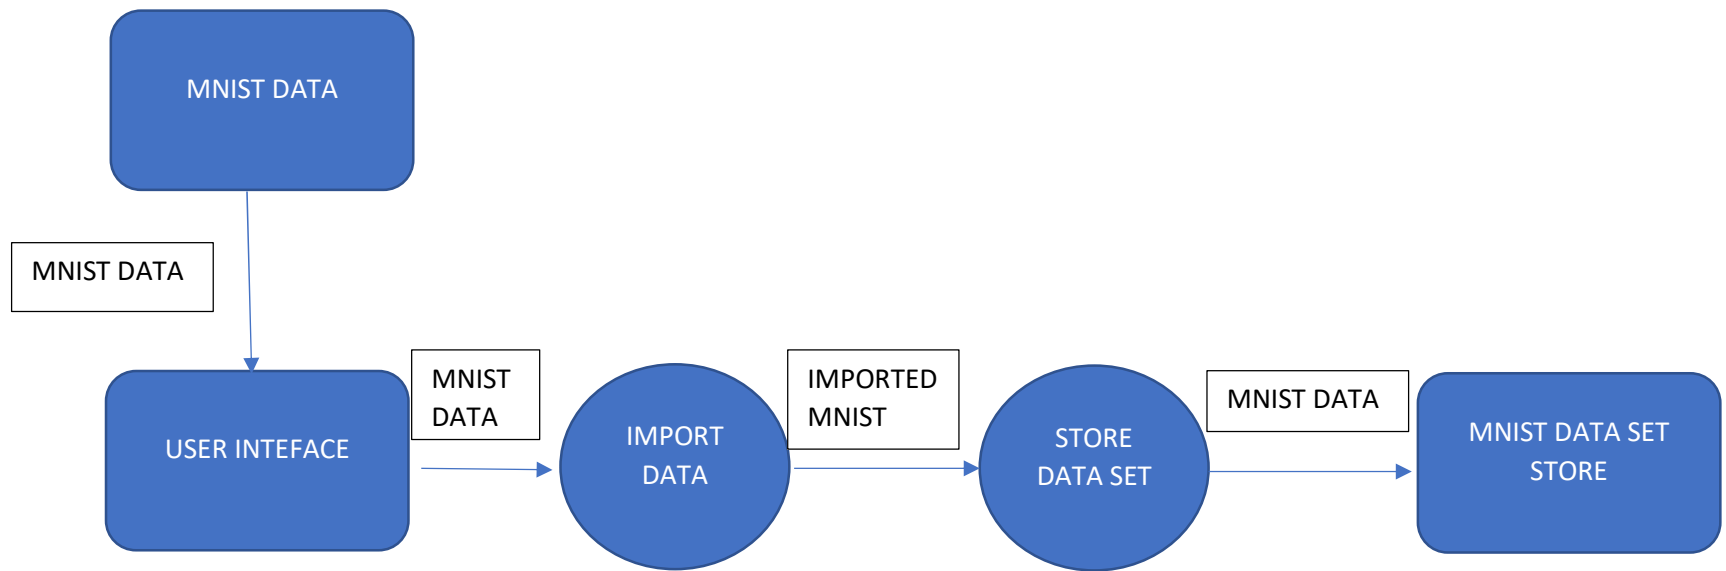 MNIST DATA
MNIST DATA
USER INTEFACE
MNIST
DATA
IMPORT
DATA
IMPORTED
MNIST
STORE
DATA SET
MNIST DATA
MNIST DATA SET
STORE